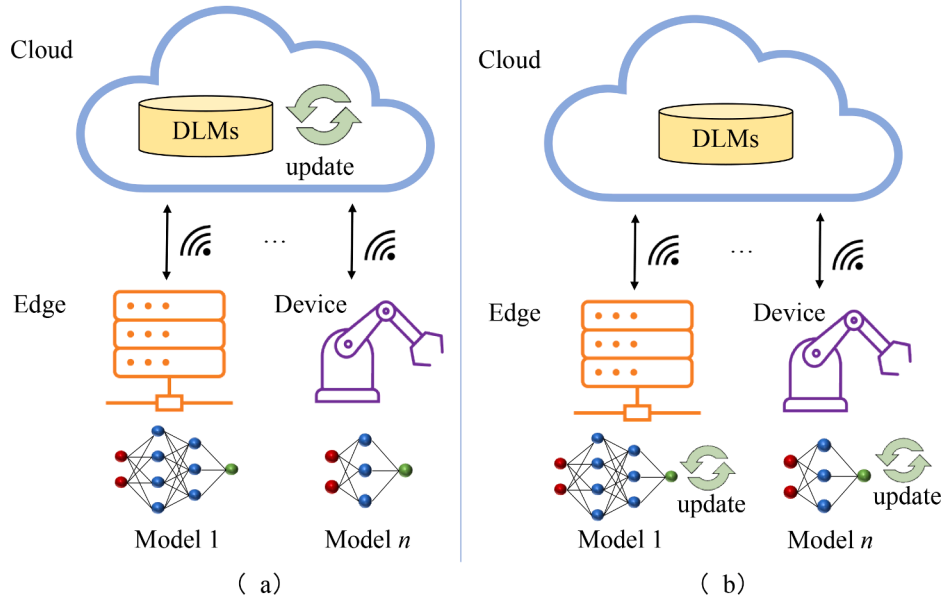 Cloud
DLMs
update
...
Edge
Device
Model 1
Model n
( a)
Cloud
DLMs
...
Edge
Device
update
update
Model 1
Model n
( b)